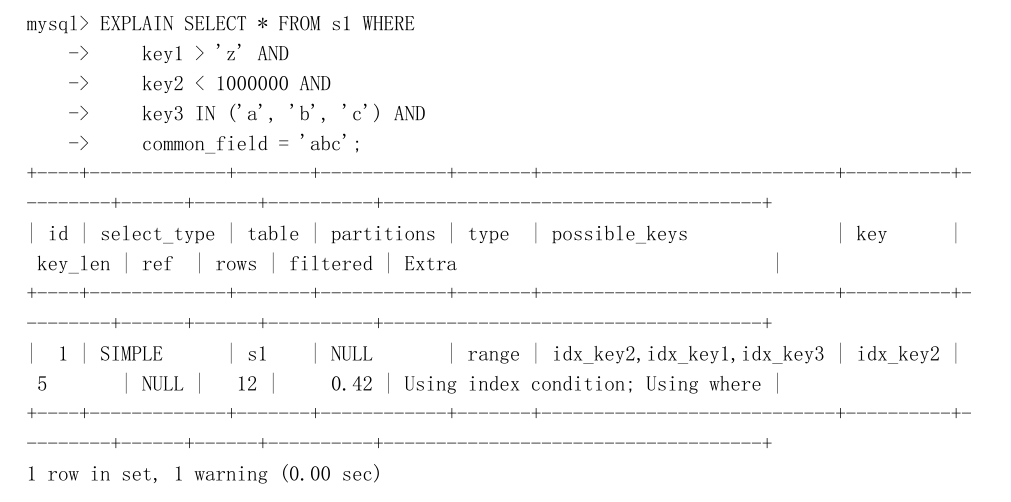 mysql> EXPLAIN SELECT * FROM s1 WHERE
    ->     key1 > 'z' AND
    ->     key2 < 1000000 AND
    ->     key3 IN ('a', 'b', 'c') AND
    ->     common_field = 'abc';
+----+-------------+-------+------------+-------+----------------------------+----------+-
--------+------+------+----------+------------------------------------+
| id | select_type | table | partitions | type  | possible_keys              | key      |
 key_len | ref  | rows | filtered | Extra                              |
+----+-------------+-------+------------+-------+----------------------------+----------+-
--------+------+------+----------+------------------------------------+
|  1 | SIMPLE      | s1    | NULL       | range | idx_key2,idx_key1,idx_key3 | idx_key2 |
 5       | NULL |   12 |     0.42 | Using index condition; Using where |
+----+-------------+-------+------------+-------+----------------------------+----------+-
--------+------+------+----------+------------------------------------+
1 row in set, 1 warning (0.00 sec)